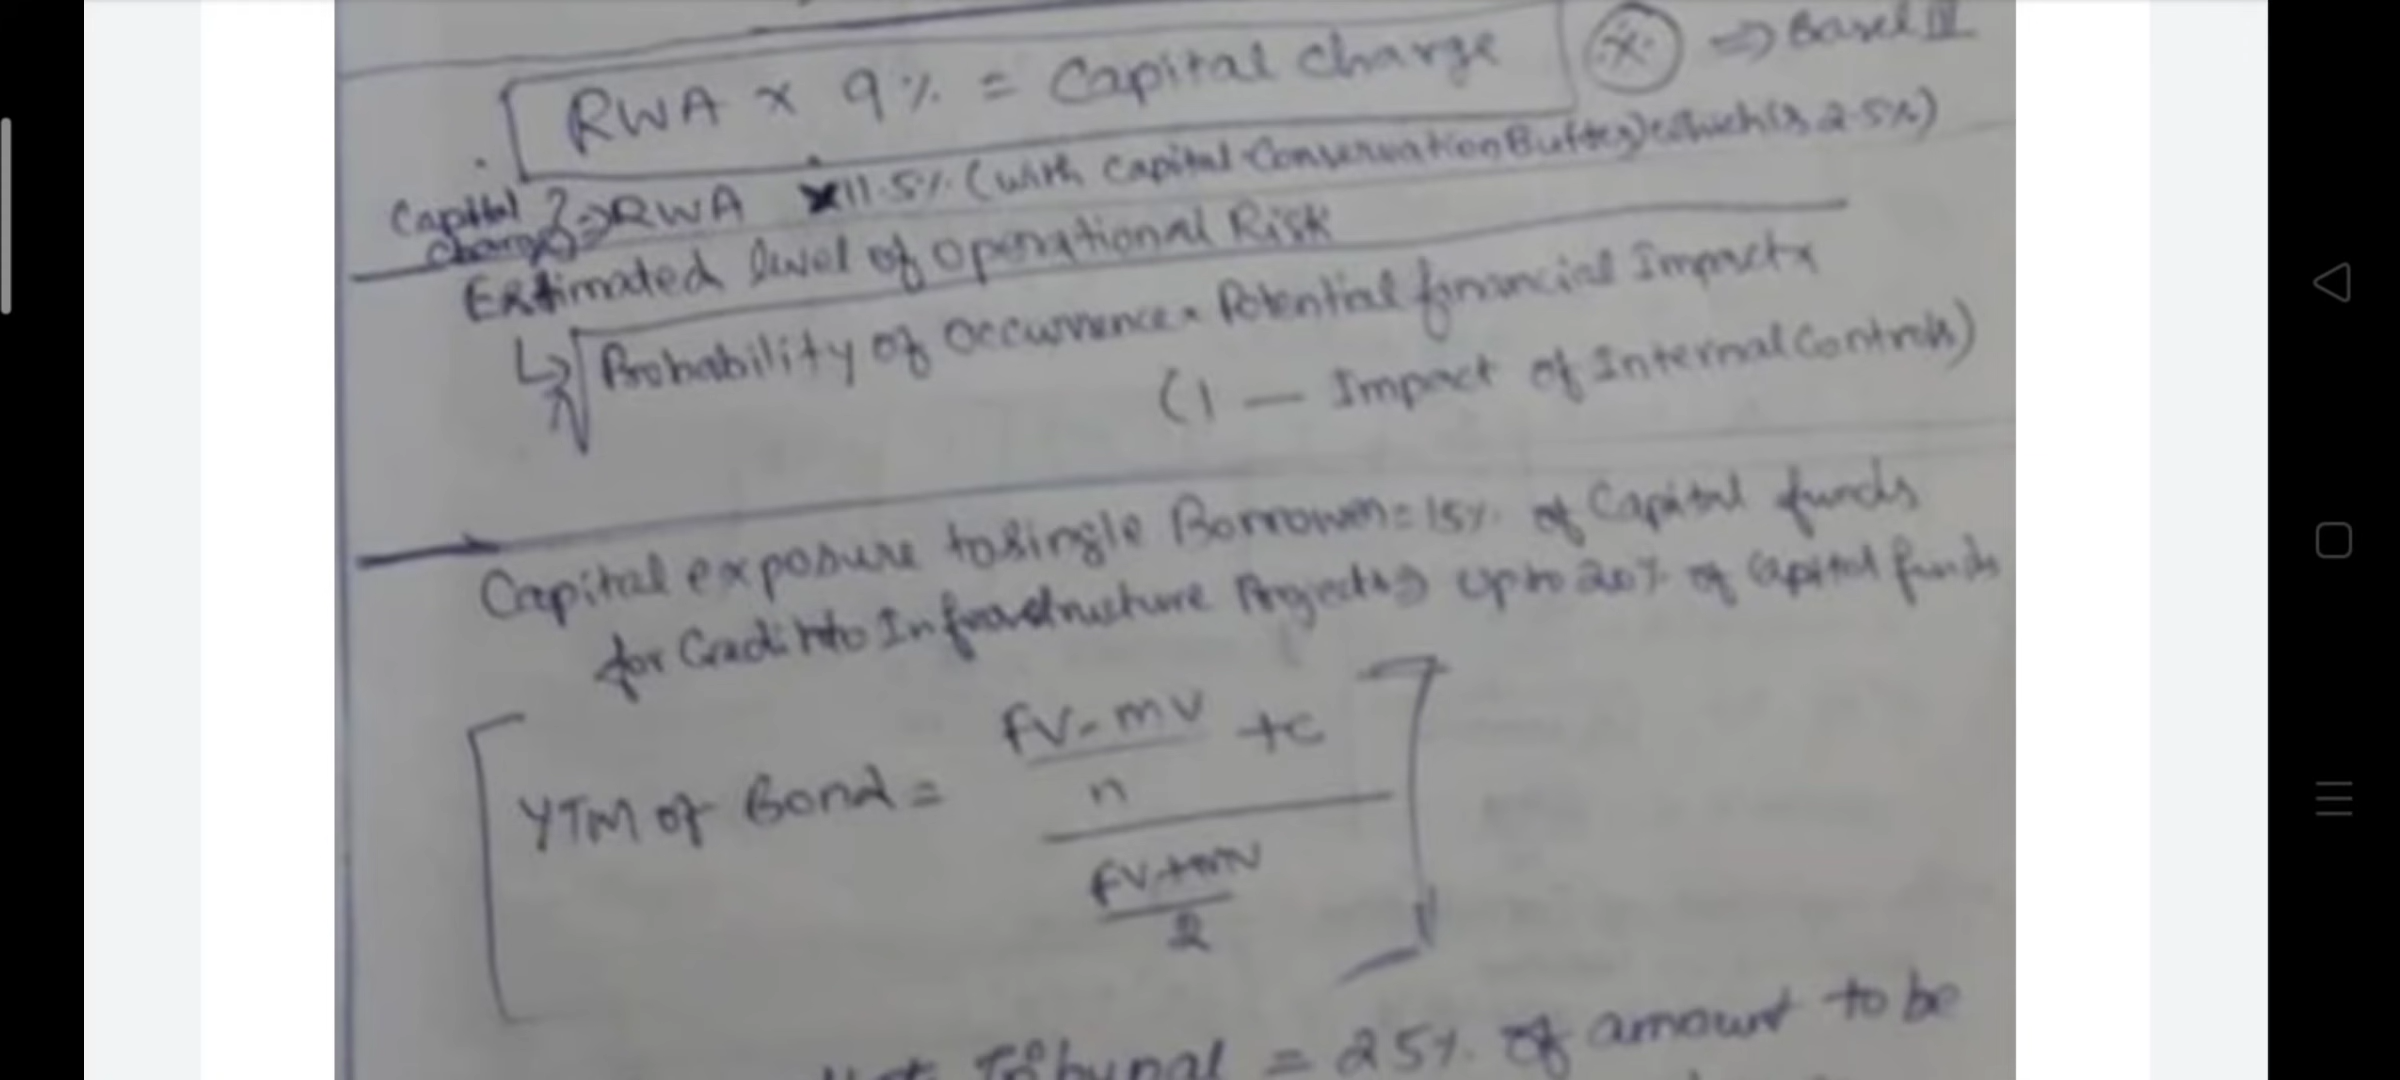 RWA x 9% = Capital charge ⇒ Basel III
Capital charge ⇒ RWA x 11.5% (with Capital Conservation Buffer) which is 2.5%)
Estimated level of operational Risk
Probability of occurrence x Potential financial Impact x
(1 — Impact of Internal Controls)
Capital exposure to single Borrower = 15% of Capital funds
for Credit to Infrastructure Projects upto 20% of Capital funds
YTM of Bond =
FV - MV + C
n
FV + MV
2
Tribunal = 25% of amount to be